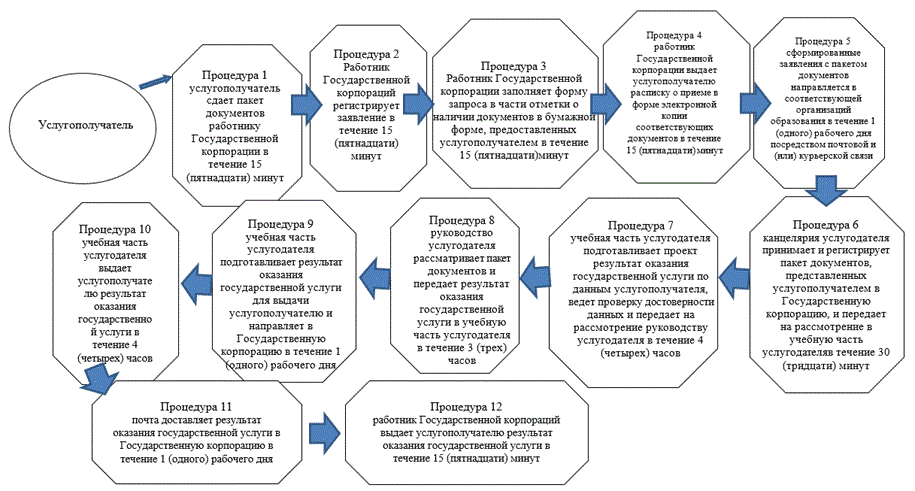 Услугополучатель
Процедура 1
услугополучатель
сдает пакет
документов
работнику
Государственной
корпорации в
течение 15
(пятнадцати) минут
Процедура 2
Работник
Государственной
корпораций
регистрирует
заявление в
течение 15
(пятнадцати)
минут
Процедура 3
Работник Государственной
корпорации заполняет форму
запроса в части отметки о
наличии документов в бумажной
форме, предоставленных
услугополучателем в течение
15 (пятнадцати)минут
Процедура 4
работник
Государственной
корпорации выдает
услугополучателю
расписку о приеме в
форме электронной
копии
соответствующих
документов в течение
15 (пятнадцати)минут
Процедура 5
сформированные
заявления с пакетом
документов
направляется в
соответствующей
организаций
образования в течение 1
(одного) рабочего дня
посредством почтовой и
(или) курьерской связи
Процедура 6
канцелярия услугодателя
принимает и регистрирует
пакет документов,
представленных
услугополучателем в
Государственную
корпорацию, и передает
на рассмотрение в
учебную часть
услугодателяв течение 30
(тридцати) минут
Процедура 7
учебная часть услугодателя
подготавливает проект
результат оказания
государственной услуги по
данным услугополучателя,
ведет проверку достоверности
данных и передает на
рассмотрение руководству
услугодателя в течение 4
(четырех) часов
Процедура 8
руководство
услугодателя
рассматривает пакет
документов и
передает результат
оказания
государственной
услуги в учебную
часть услугодателя
в течение 3 (трех)
часов
Процедура 9
учебная часть
услугодателя
подготавливает результат
оказания
государственной услуги
для выдачи
услугополучателю и
направляет в
Государственную
корпорацию в течение 1
(одного) рабочего дня
Процедура 10
учебная часть
услугодателя
выдает
услугополучате
лю результат
оказания
государственно
й услуги в
течение 4
(четырех) часов
Процедура 11
почта доставляет результат
оказания государственной услуги в
Государственную корпорацию в
течение 1 (одного) рабочего дня
Процедура 12
работник Государственной корпораций
выдает услугополучателю результат
оказания государственной услуги в
течение 15 (пятнадцати) минут